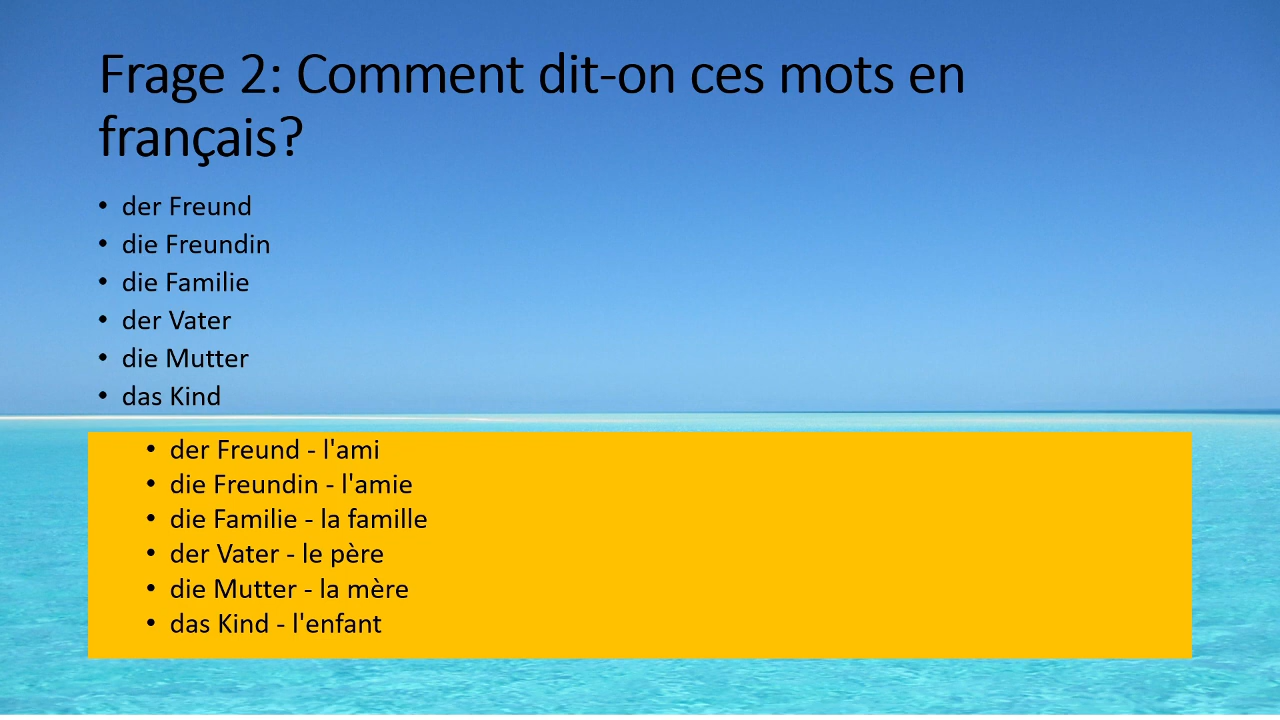 Frage 2: Comment dit-on ces mots en
français?
• der Freund
• die Freundin
• die Familie
• der Vater
• die Mutter
• das Kind
• der Freund - l'ami
• die Freundin - l'amie
• die Familie - la famille
• der Vater - le père
• die Mutter - la mère
• das Kind - l'enfant